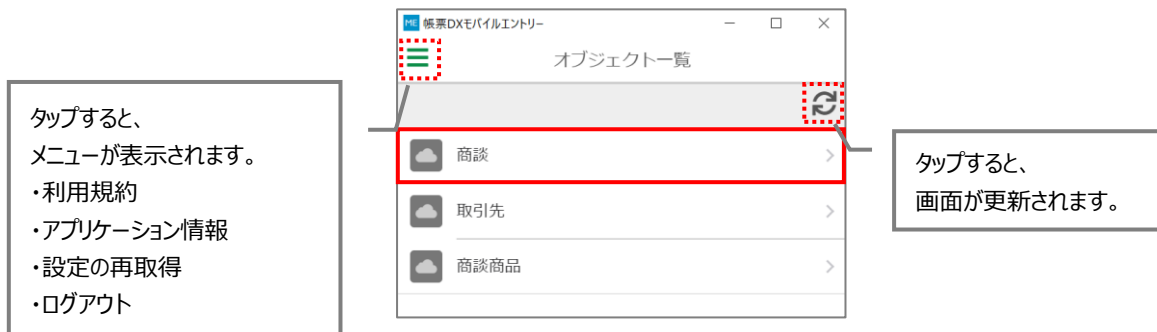 ME 帳票DXモバイルエントリー
オブジェクト一覧
タップすると、
メニューが表示されます。
・利用規約
・アプリケーション情報
・設定の再取得
・ログアウト
商談
取引先
商談商品
タップすると、
画面が更新されます。